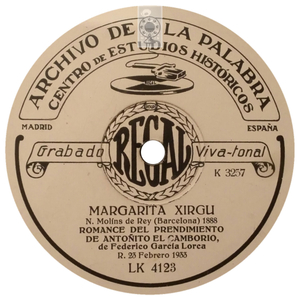 ARCHIVO DE LA PALABRA
CENTRO DE ESTUDIOS HISTÓRICOS
MADRID ESPAÑA
Grabado REGAL Viva-tonal
K 3257
MARGARITA XIRGU
N. Molins de Rey (Barcelona) 1888
ROMANCE DEL PRENDIMIENTO
DE ANTOÑITO EL CAMBORIO,
de Federico García Lorca
R. 23 Febrero 1933
LK 4123